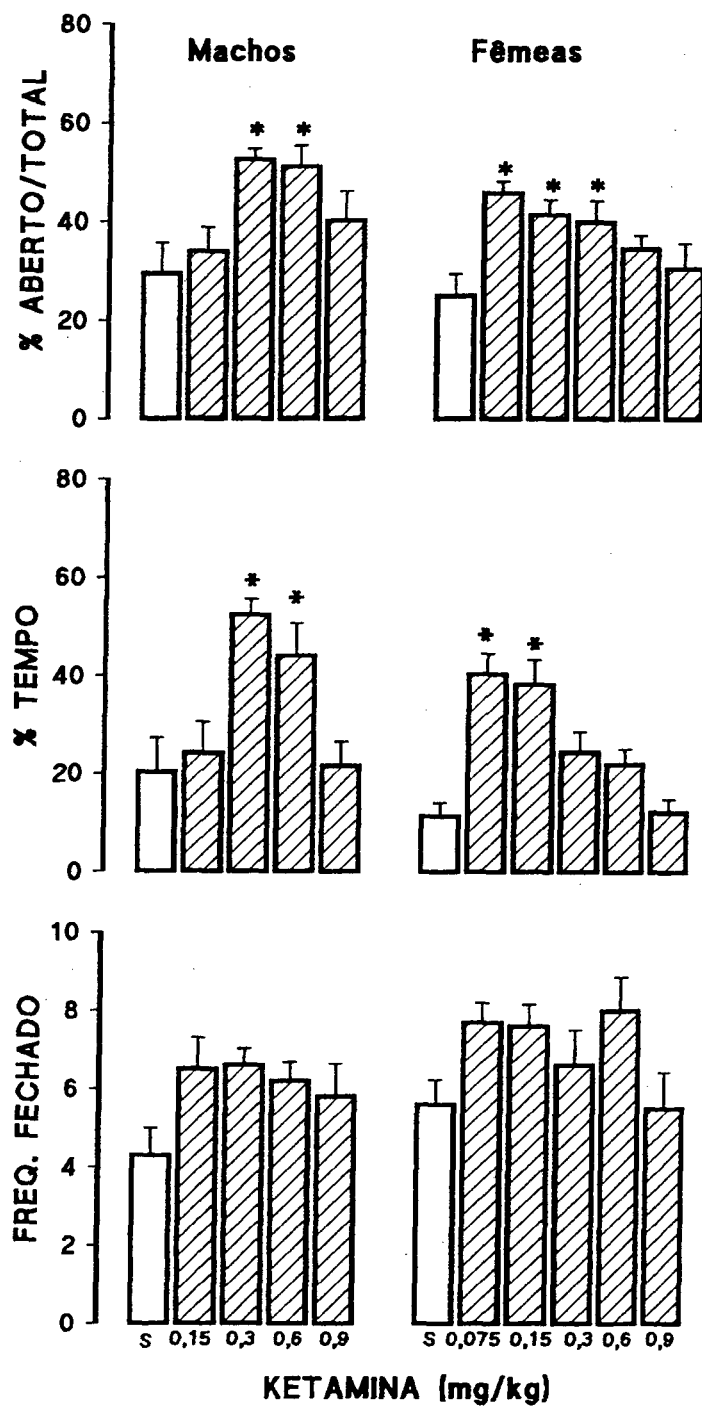 Machos Fêmeas
% ABERTO/TOTAL
80
60
40
20
0
* *
* * *
% TEMPO
80
60
40
20
0
* *
* *
FREQ. FECHADO
10
8
6
4
2
0
S 0,15 0,3 0,6 0,9 S 0,075 0,15 0,3 0,6 0,9
KETAMINA (mg/kg)